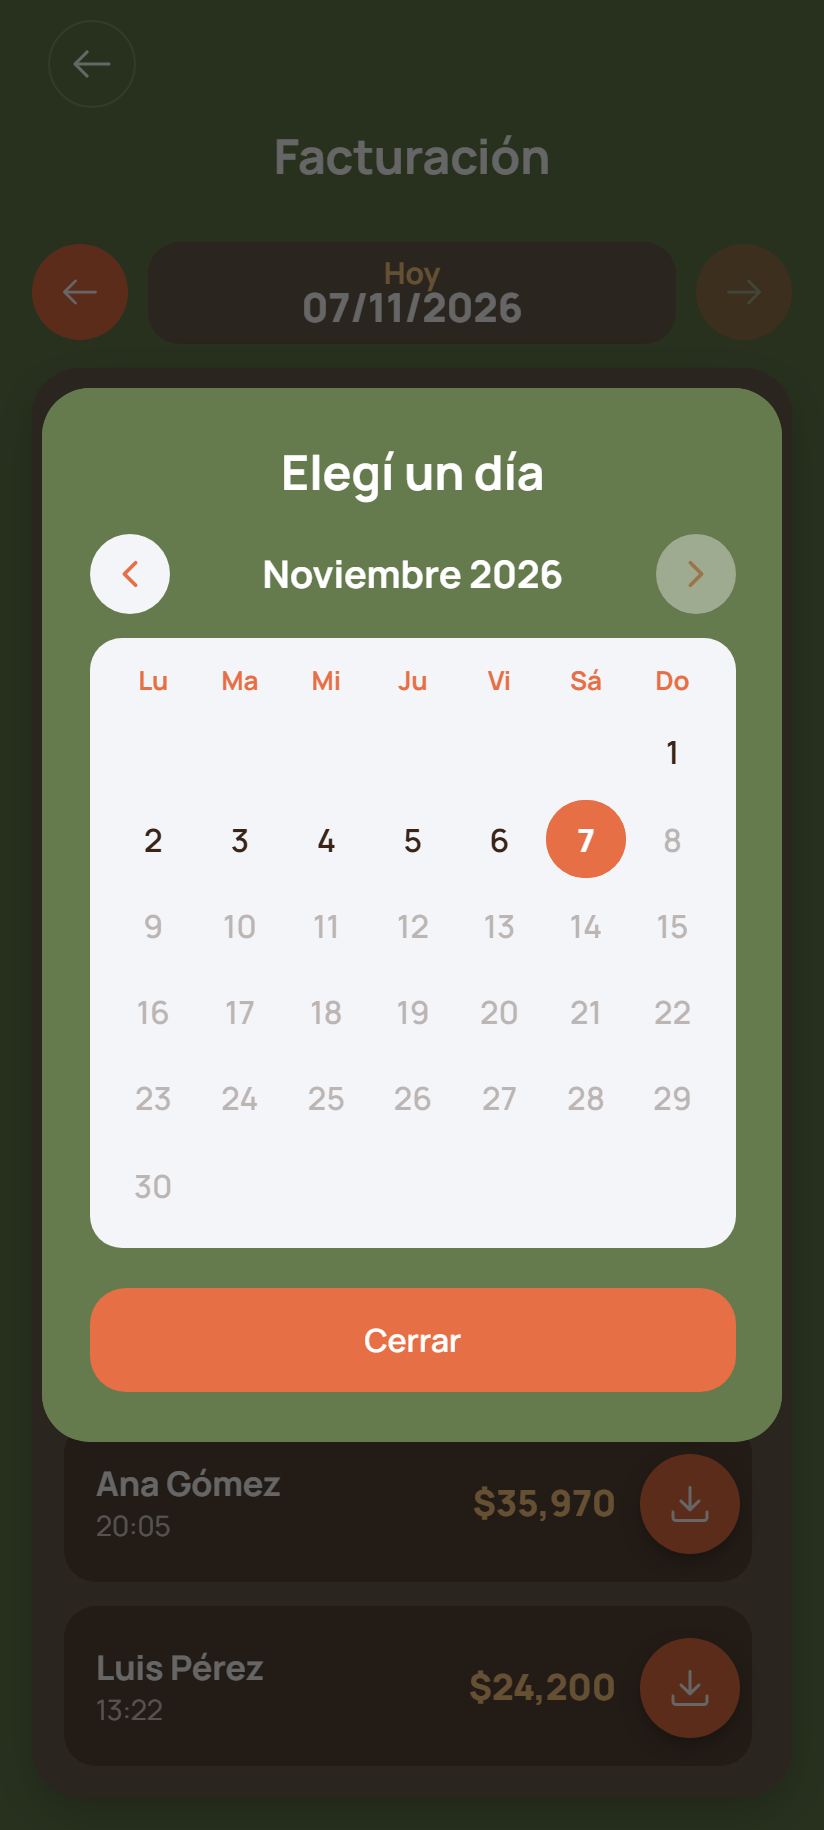 Facturación
Hoy
07/11/2026
Elegí un día
Noviembre 2026
Lu Ma Mi Ju Vi Sá Do
1
2 3 4 5 6 7 8
9 10 11 12 13 14 15
16 17 18 19 20 21 22
23 24 25 26 27 28 29
30
Cerrar
Ana Gómez
$35,970
20:05
Luis Pérez
$24,200
13:22